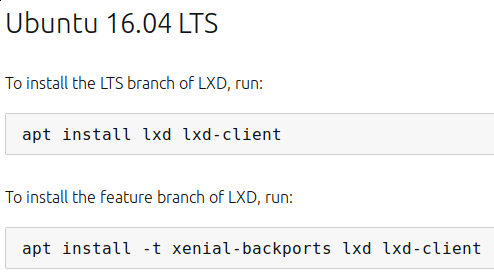 Ubuntu 16.04 LTS
To install the LTS branch of LXD, run:
apt install lxd lxd-client
To install the feature branch of LXD, run:
apt install -t xenial-backports lxd lxd-client